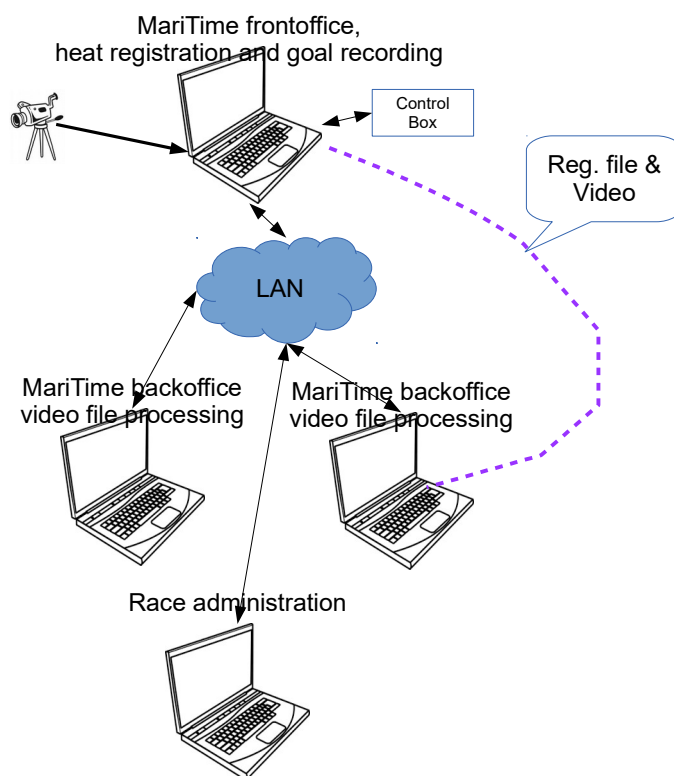 MariTime frontoffice,
heat registration and goal recording
Control
Box
Reg. file &
Video
LAN
MariTime backoffice
video file processing
MariTime backoffice
video file processing
Race administration